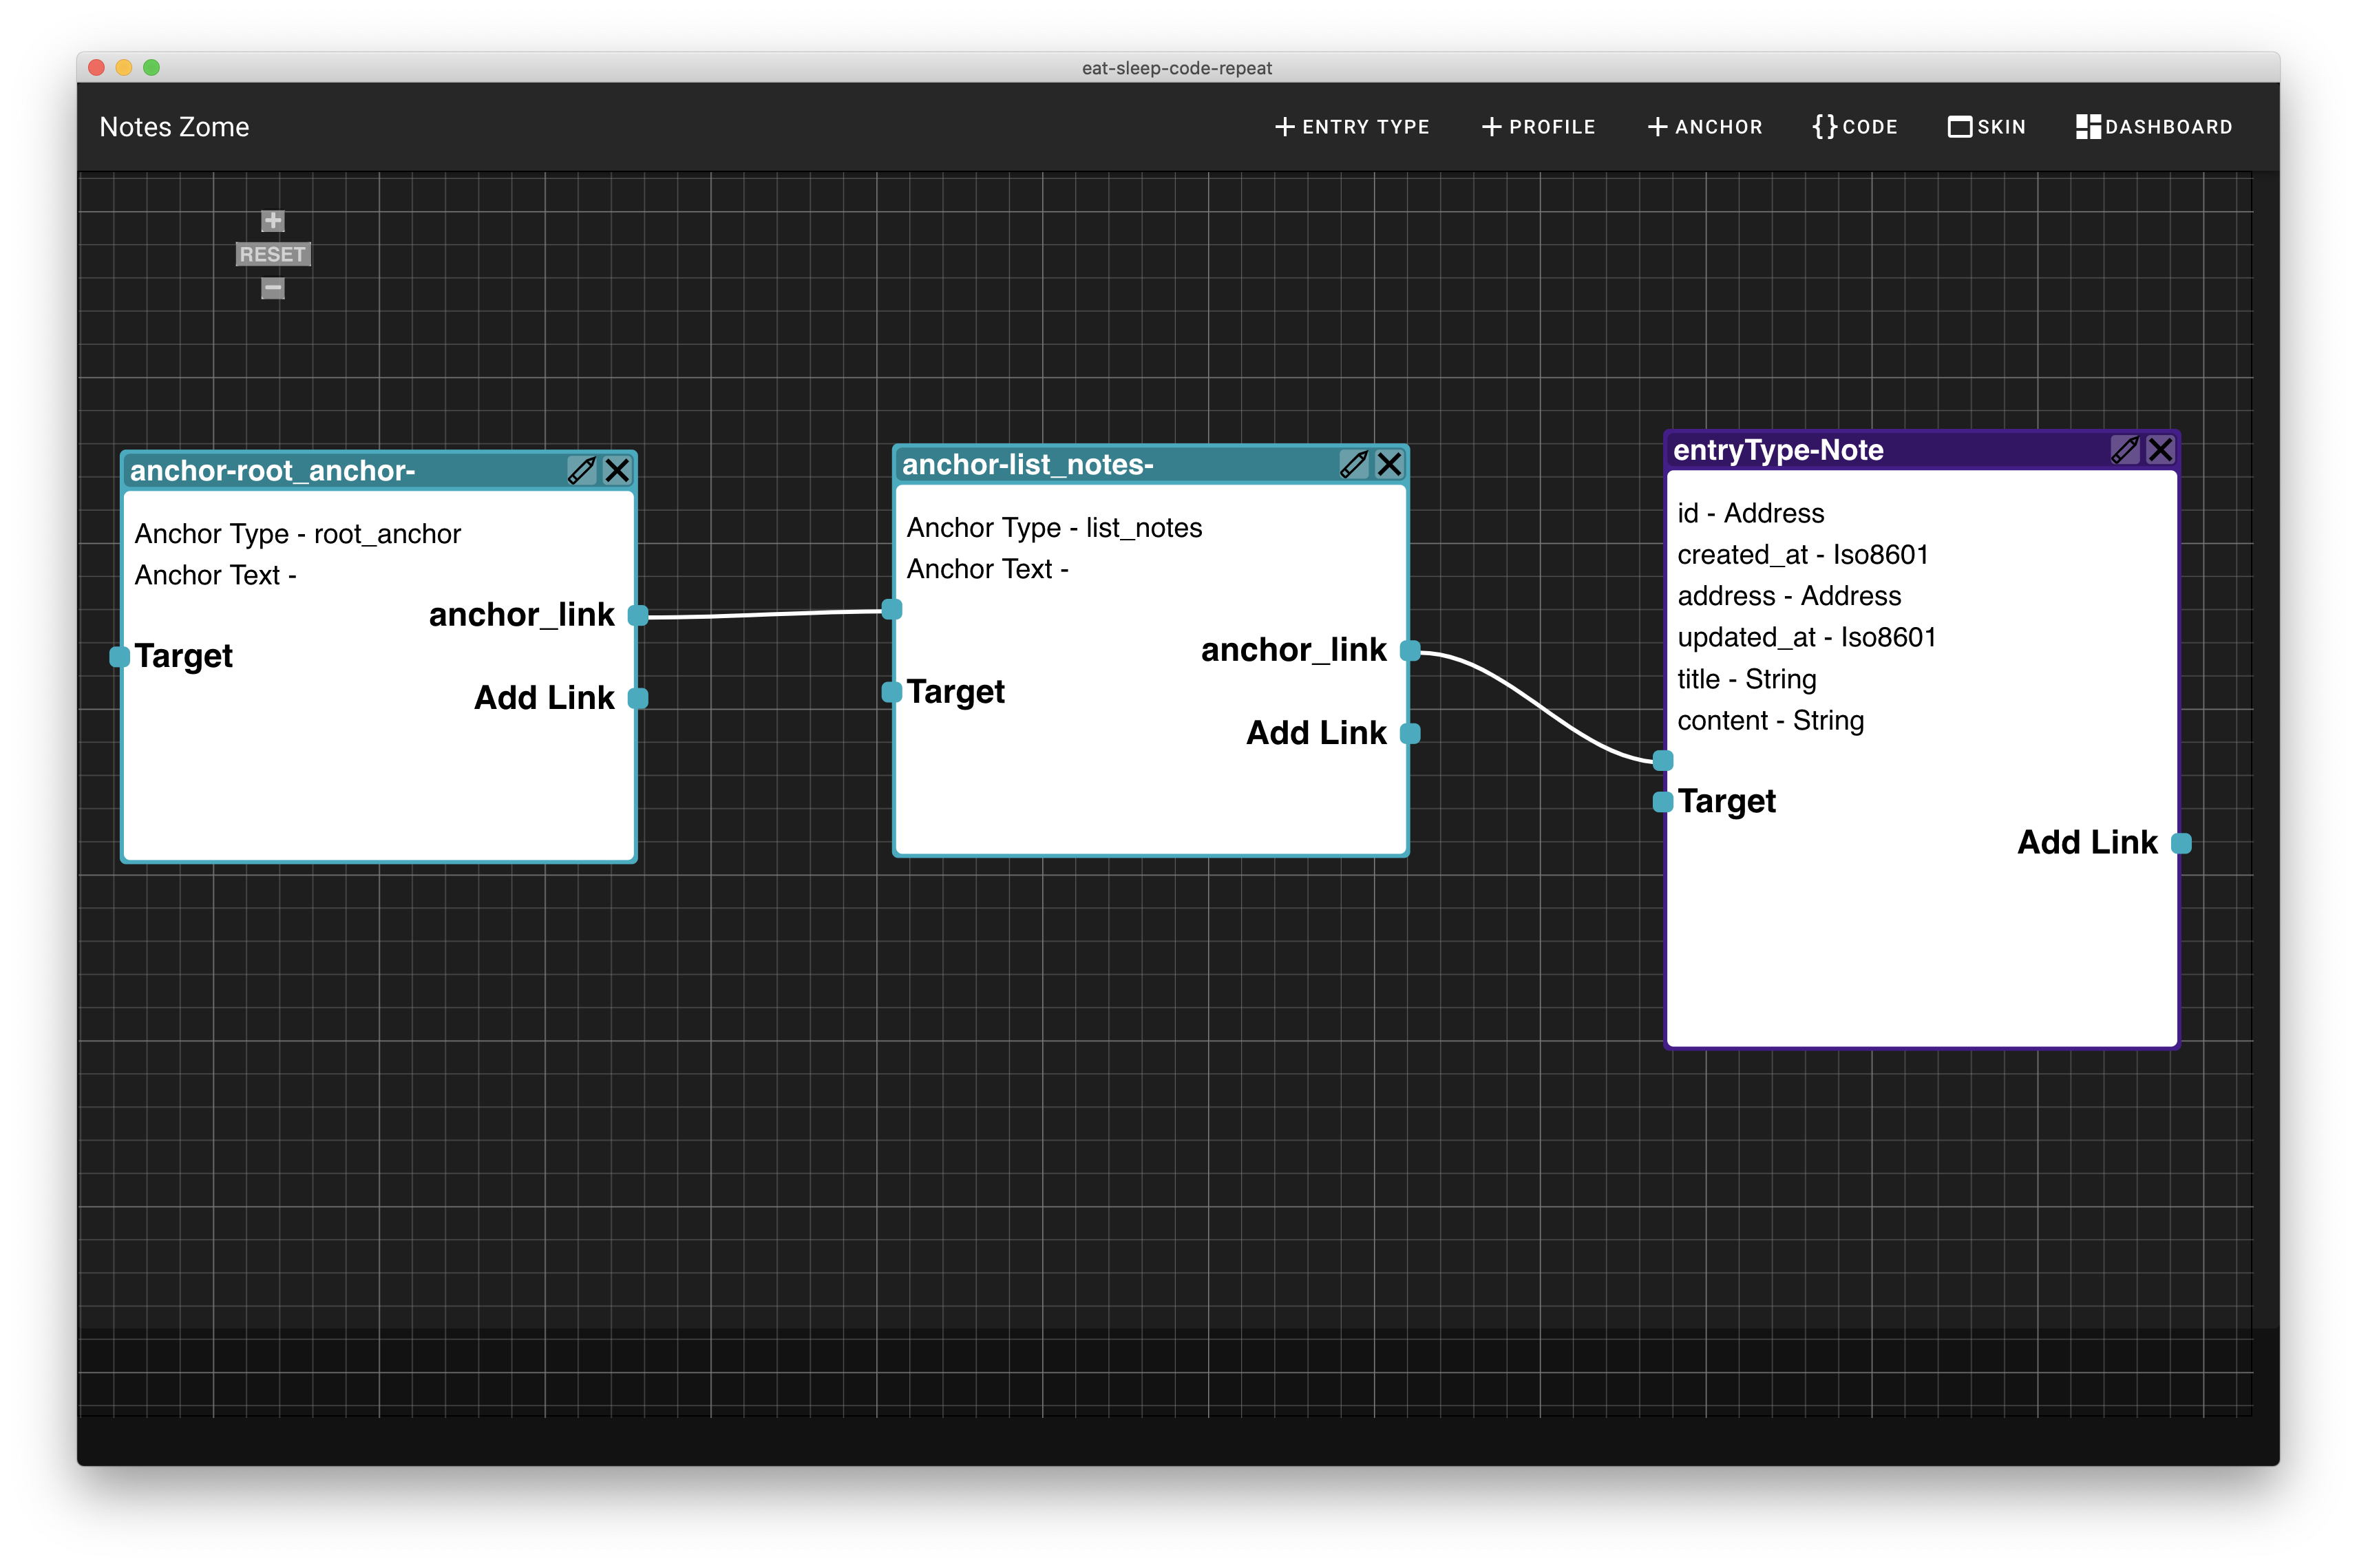 eat-sleep-code-repeat
Notes Zome
+ ENTRY TYPE
+ PROFILE
+ ANCHOR
{} CODE
SKIN
DASHBOARD
+
RESET
−
anchor-root_anchor-
Anchor Type - root_anchor
Anchor Text -
anchor_link
Target
Add Link
anchor-list_notes-
Anchor Type - list_notes
Anchor Text -
anchor_link
Target
Add Link
entryType-Note
id - Address
created_at - Iso8601
address - Address
updated_at - Iso8601
title - String
content - String
Target
Add Link